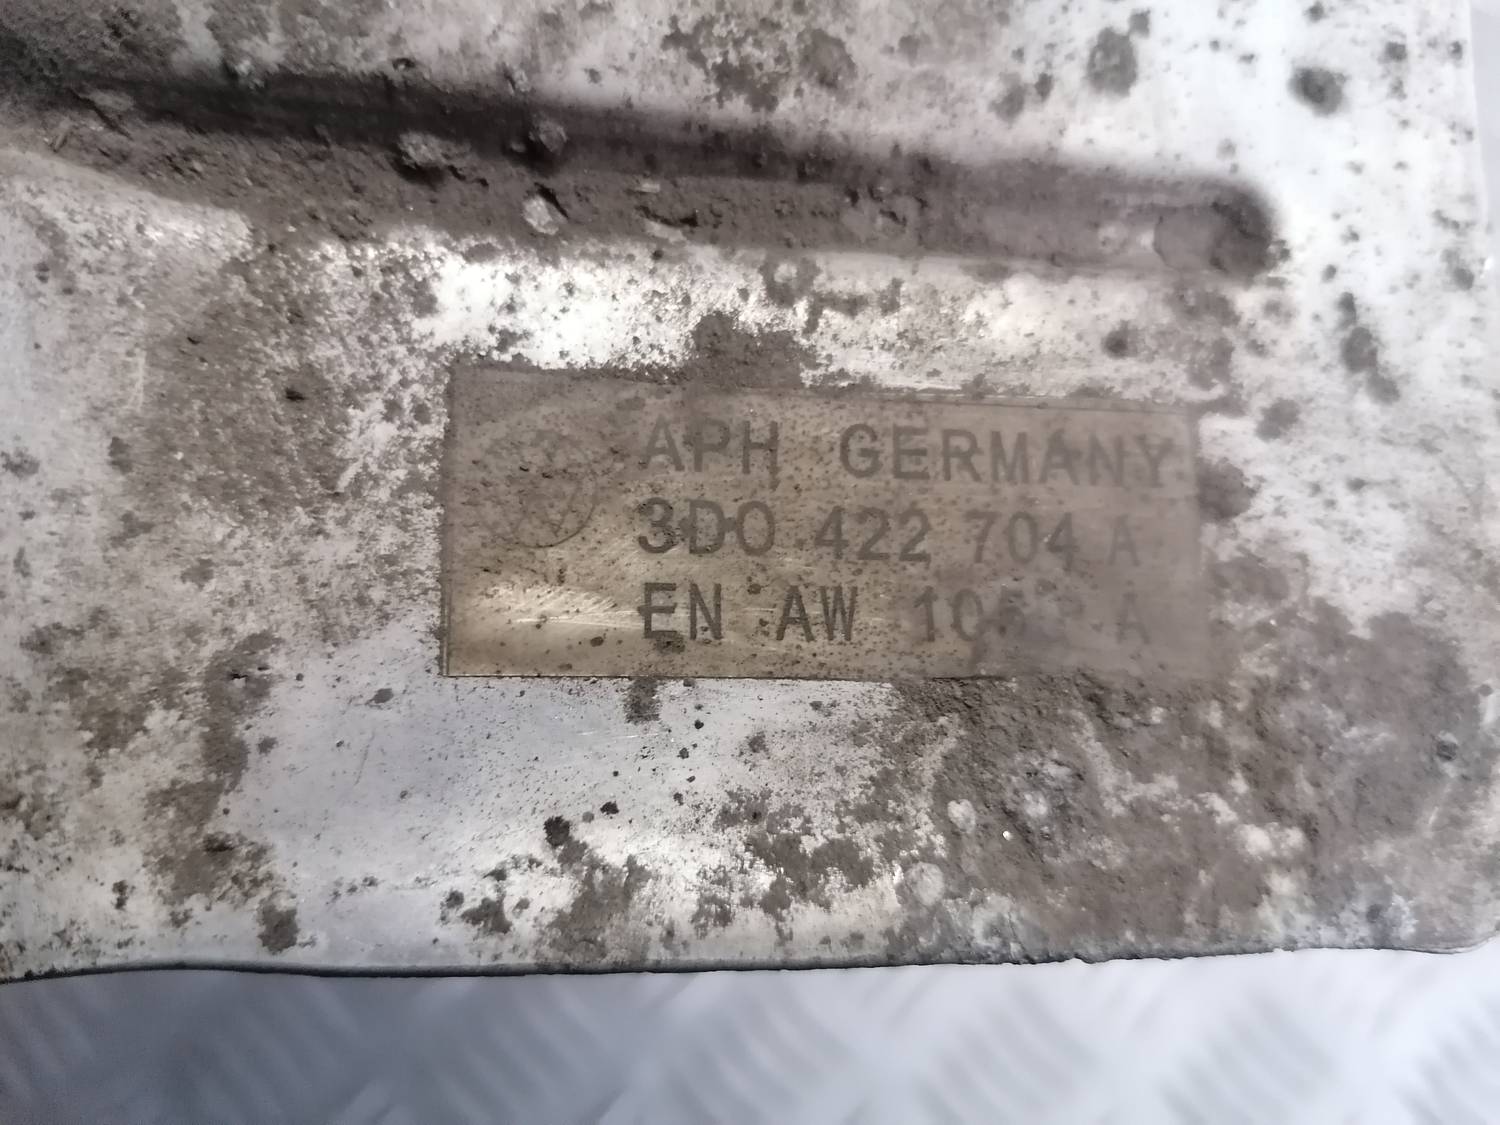 APH GERMANY
3D0 422 704 A
EN AW A